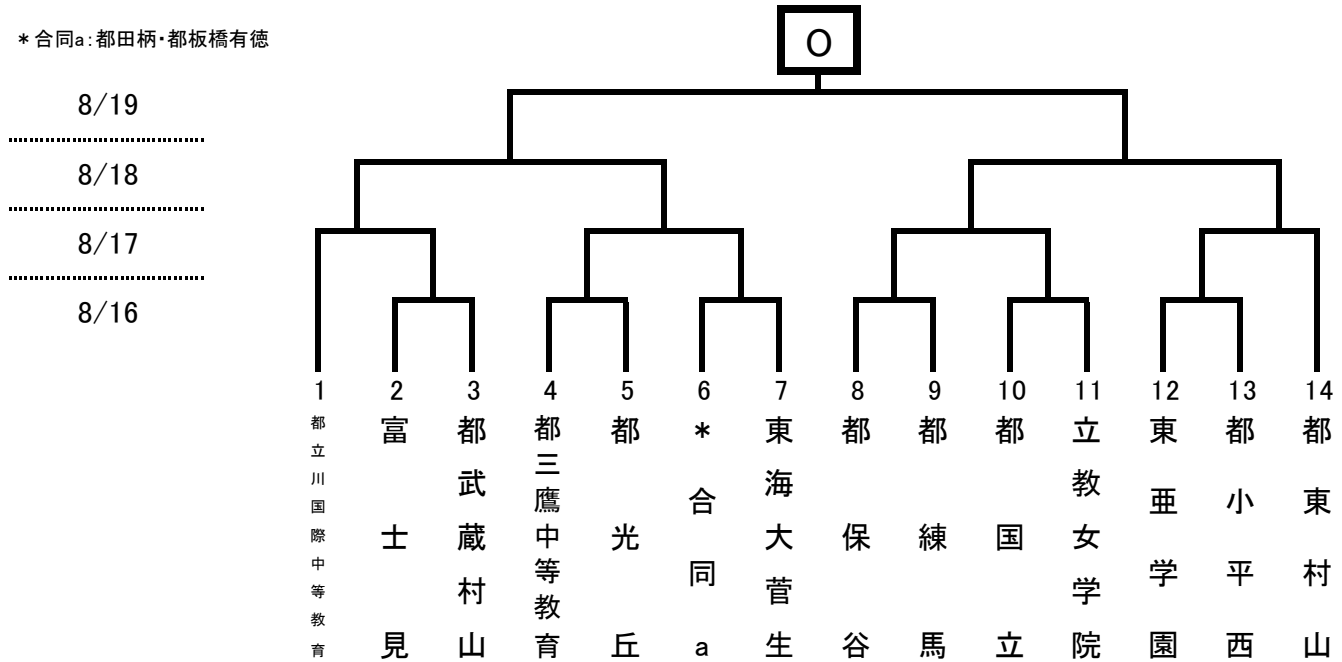 O
*合同a:都田柄・都板橋有徳
8/19
8/18
8/17
8/16
1
2
3
4
5
6
7
8
9
10
11
12
13
14
都立川国際中等教育
富士見
都武蔵村山
都三鷹中等教育
都光丘
*合同a
東海大菅生
都保谷
都練馬
都国立
立教女学院
東亜学園
都小平西
都東村山